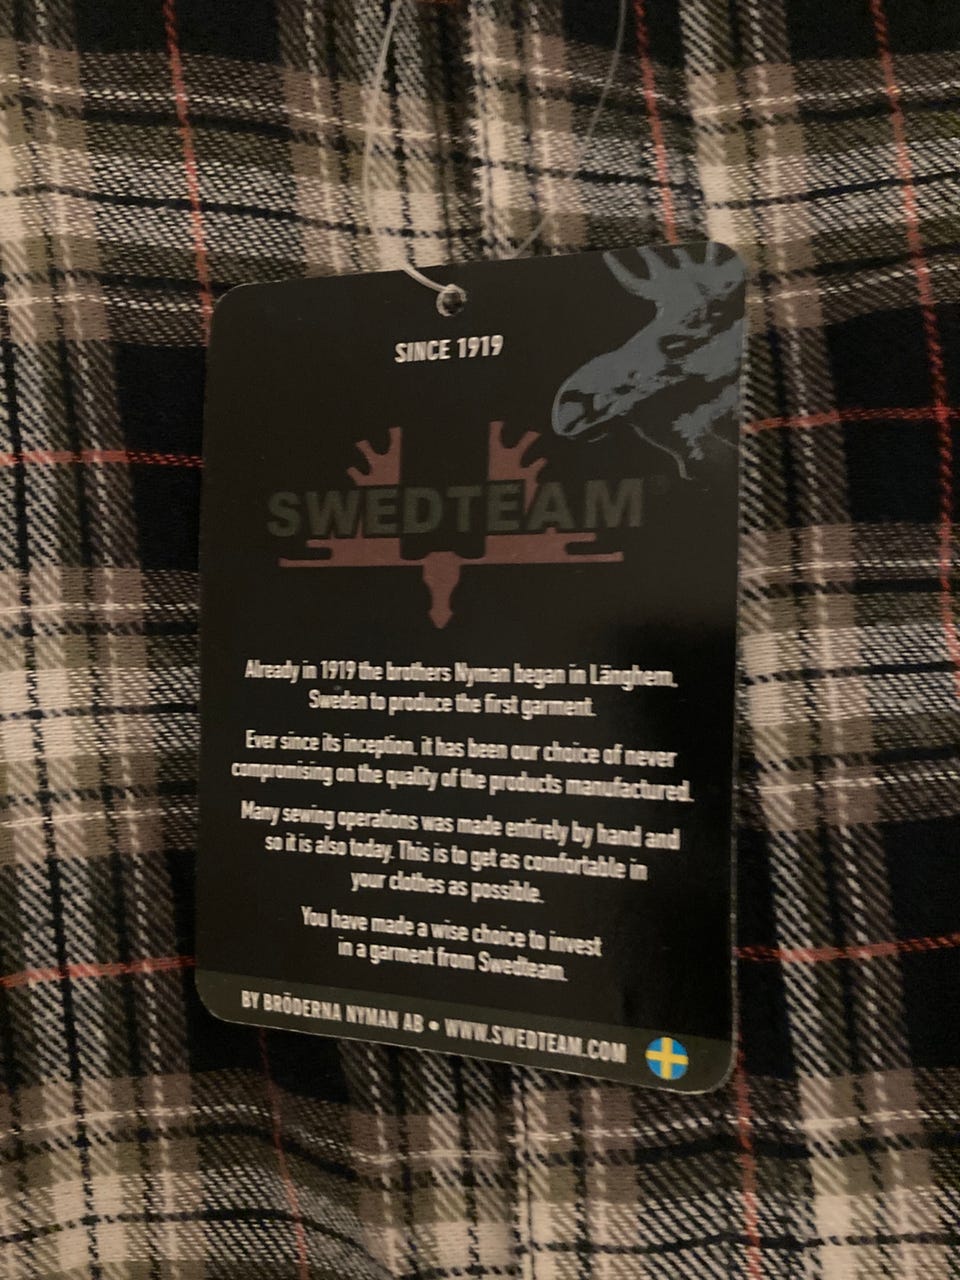 SINCE 1919
SWEDTEAM®
Already in 1919 the brothers Nyman began in Länghem,
Sweden to produce the first garment.
Ever since its inception, it has been our choice of never
compromising on the quality of the products manufactured.
Many sewing operations was made entirely by hand and
so it is also today. This is to get as comfortable in
your clothes as possible.
You have made a wise choice to invest
in a garment from Swedteam.
BY BRÖDERNA NYMAN AB • WWW.SWEDTEAM.COM